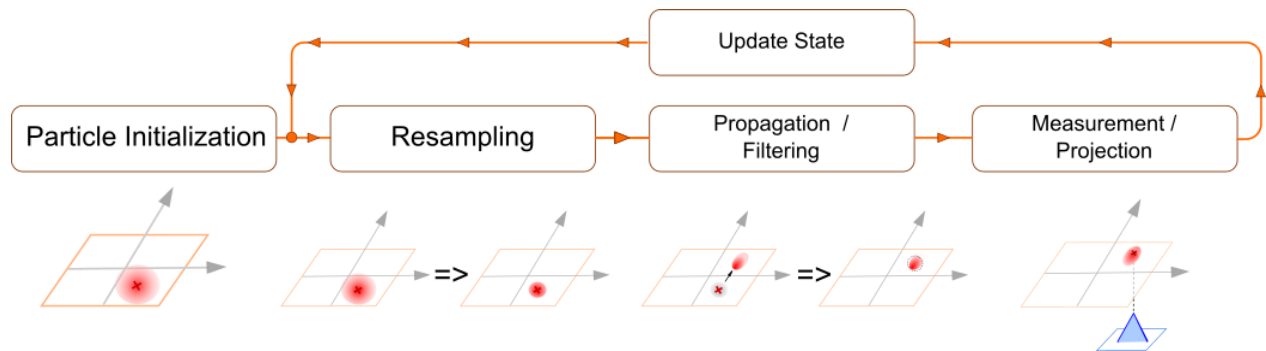 Update State
Particle Initialization
Resampling
Propagation /
Filtering
Measurement /
Projection
=>
=>